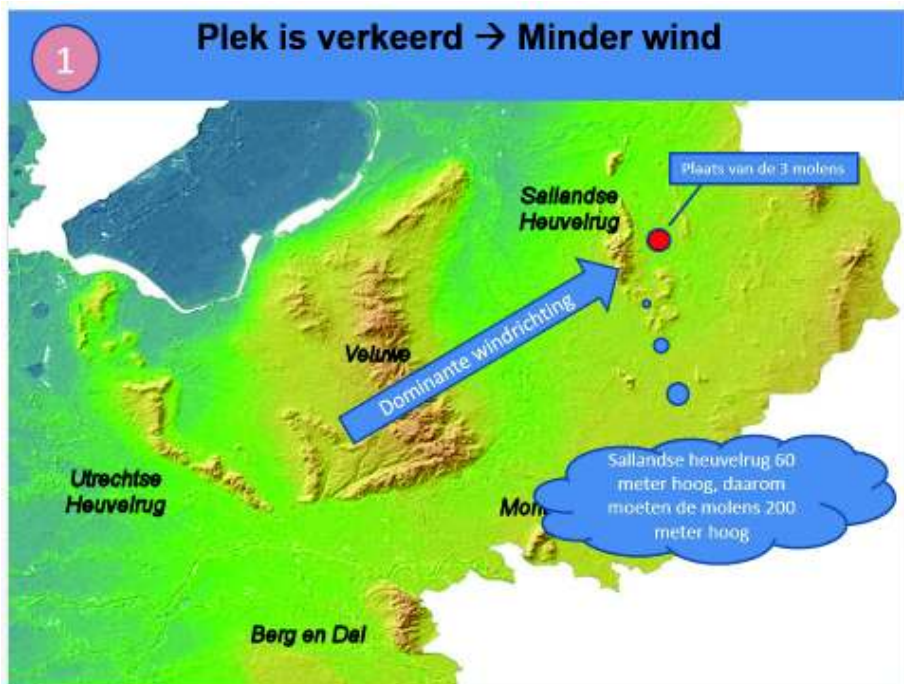 1
Plek is verkeerd → Minder wind
Plaats van de 3 molens
Sallandse
Heuvelrug
Dominante windrichting
Veluwe
Utrechtse
Heuvelrug
Sallandse heuvelrug 60
meter hoog, daarom
moeten de molens 200
meter hoog
Berg en Dal